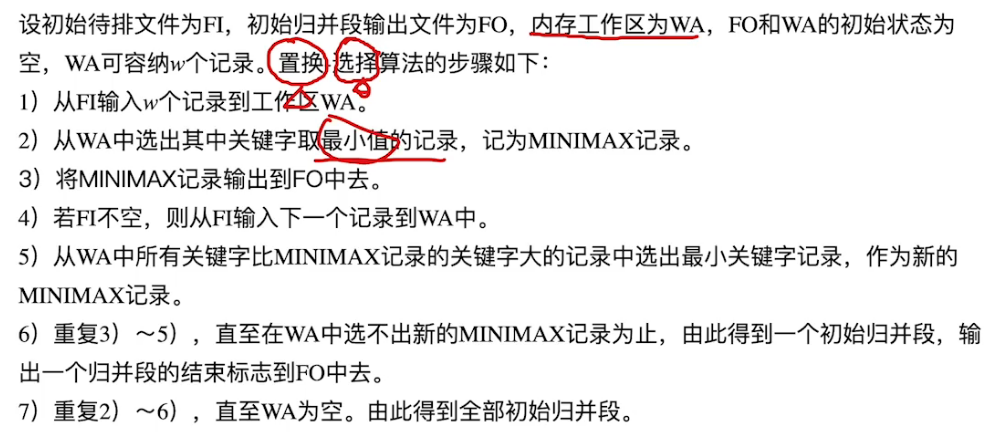 设初始待排文件为FI，初始归并段输出文件为FO，内存工作区为WA，FO和WA的初始状态为
空，WA可容纳w个记录。置换-选择算法的步骤如下：
1）从FI输入w个记录到工作区WA。
2）从WA中选出其中关键字取最小值的记录，记为MINIMAX记录。
3）将MINIMAX记录输出到FO中去。
4）若FI不空，则从FI输入下一个记录到WA中。
5）从WA中所有关键字比MINIMAX记录的关键字大的记录中选出最小关键字记录，作为新的
MINIMAX记录。
6）重复3）～5），直至在WA中选不出新的MINIMAX记录为止，由此得到一个初始归并段，输
出一个归并段的结束标志到FO中去。
7）重复2）～6），直至WA为空。由此得到全部初始归并段。